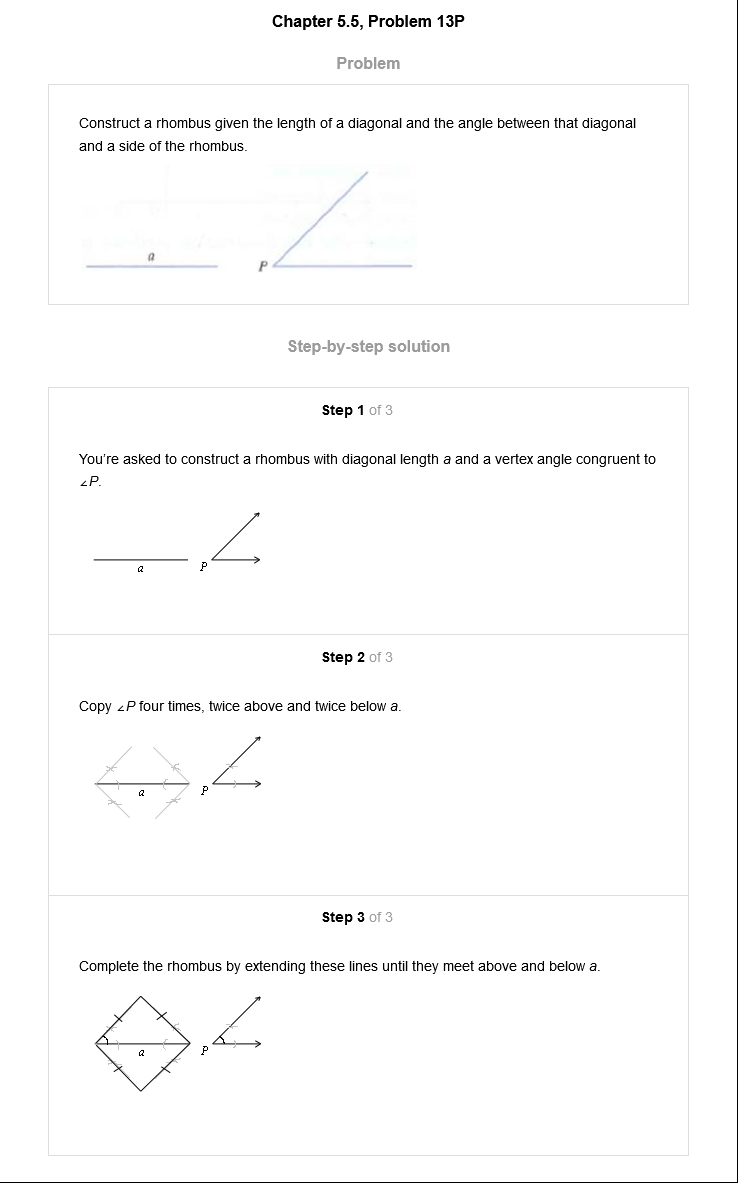 Chapter 5.5, Problem 13P
Problem
Construct a rhombus given the length of a diagonal and the angle between that diagonal
and a side of the rhombus.
a
P
Step-by-step solution
Step 1 of 3
You’re asked to construct a rhombus with diagonal length a and a vertex angle congruent to
∠P.
a
P
Step 2 of 3
Copy ∠P four times, twice above and twice below a.
a
P
Step 3 of 3
Complete the rhombus by extending these lines until they meet above and below a.
a
P